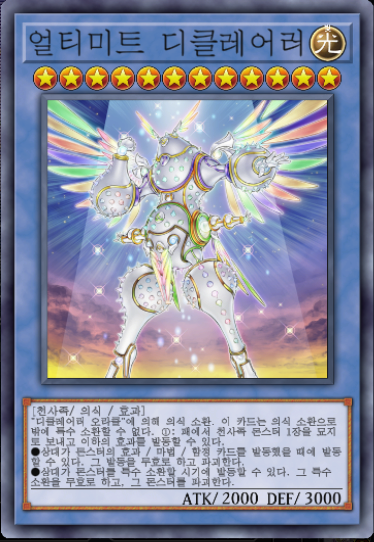 얼티미트 디클레어러
光
[천사족/ 의식 / 효과]
"디클레어러 오라클"에 의해 의식 소환. 이 카드는 의식 소환으로
밖에 특수 소환할 수 없다. ①: 패에서 천사족 몬스터 1장을 묘지
로 보내고 이하의 효과를 발동할 수 있다.
●상대가 몬스터의 효과 / 마법 / 함정 카드를 발동했을 때에 발동
할 수 있다. 그 발동을 무효로 하고 파괴한다.
●상대가 몬스터를 특수 소환할 시기에 발동할 수 있다. 그 특수
소환을 무효로 하고, 그 몬스터를 파괴한다.
ATK/ 2000 DEF/ 3000